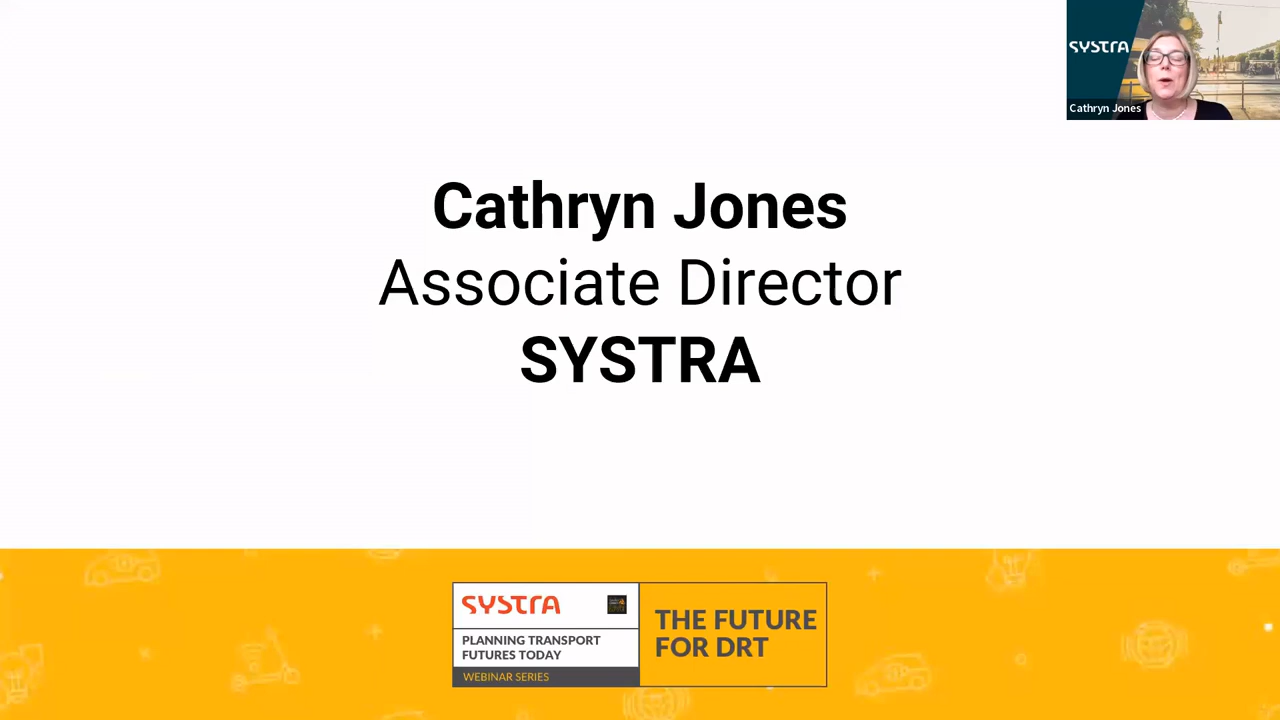 SYSTRA
Cathryn Jones
Cathryn Jones
Associate Director
SYSTRA
SYSTRA
PLANNING TRANSPORT
FUTURES TODAY
WEBINAR SERIES
THE FUTURE
FOR DRT